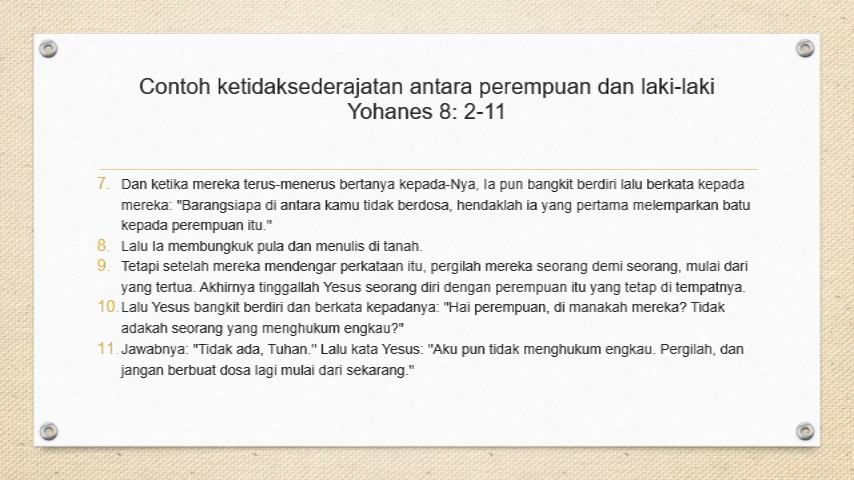 Contoh ketidaksederajatan antara perempuan dan laki-laki
Yohanes 8: 2-11
7. Dan ketika mereka terus-menerus bertanya kepada-Nya, Ia pun bangkit berdiri lalu berkata kepada
mereka: "Barangsiapa di antara kamu tidak berdosa, hendaklah ia yang pertama melemparkan batu
kepada perempuan itu."
8. Lalu Ia membungkuk pula dan menulis di tanah.
9. Tetapi setelah mereka mendengar perkataan itu, pergilah mereka seorang demi seorang, mulai dari
yang tertua. Akhirnya tinggallah Yesus seorang diri dengan perempuan itu yang tetap di tempatnya.
10. Lalu Yesus bangkit berdiri dan berkata kepadanya: "Hai perempuan, di manakah mereka? Tidak
adakah seorang yang menghukum engkau?"
11. Jawabnya: "Tidak ada, Tuhan." Lalu kata Yesus: "Aku pun tidak menghukum engkau. Pergilah, dan
jangan berbuat dosa lagi mulai dari sekarang."